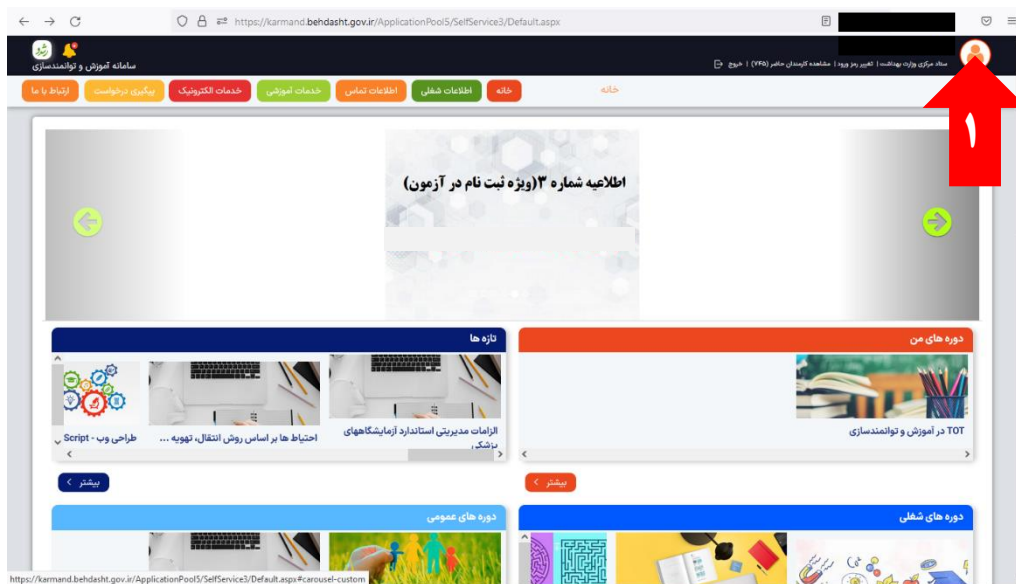 https://karmand.behdasht.gov.ir/ApplicationPool5/SelfService3/Default.aspx
سامانه آموزش و توانمندسازی
ستاد مرکزی وزارت بهداشت | تغییر رمز ورود | مشاهده کارمندان حاضر (۷۴۵) | خروج
۱
خانه
خانه
اطلاعات شغلی
اطلاعات تماس
خدمات آموزشی
خدمات الکترونیک
پیگیری درخواست
ارتباط با ما
اطلاعیه شماره ۳(ویژه ثبت نام در آزمون)
دوره های من
TOT در آموزش و توانمندسازی
بیشتر
تازه ها
الزامات مدیریتی استاندارد آزمایشگاههای پزشکی
احتیاط ها بر اساس روش انتقال، تهویه ...
طراحی وب - Script
بیشتر
دوره های شغلی
دوره های عمومی
https://karmand.behdasht.gov.ir/ApplicationPool5/SelfService3/Default.aspx#carousel-custom